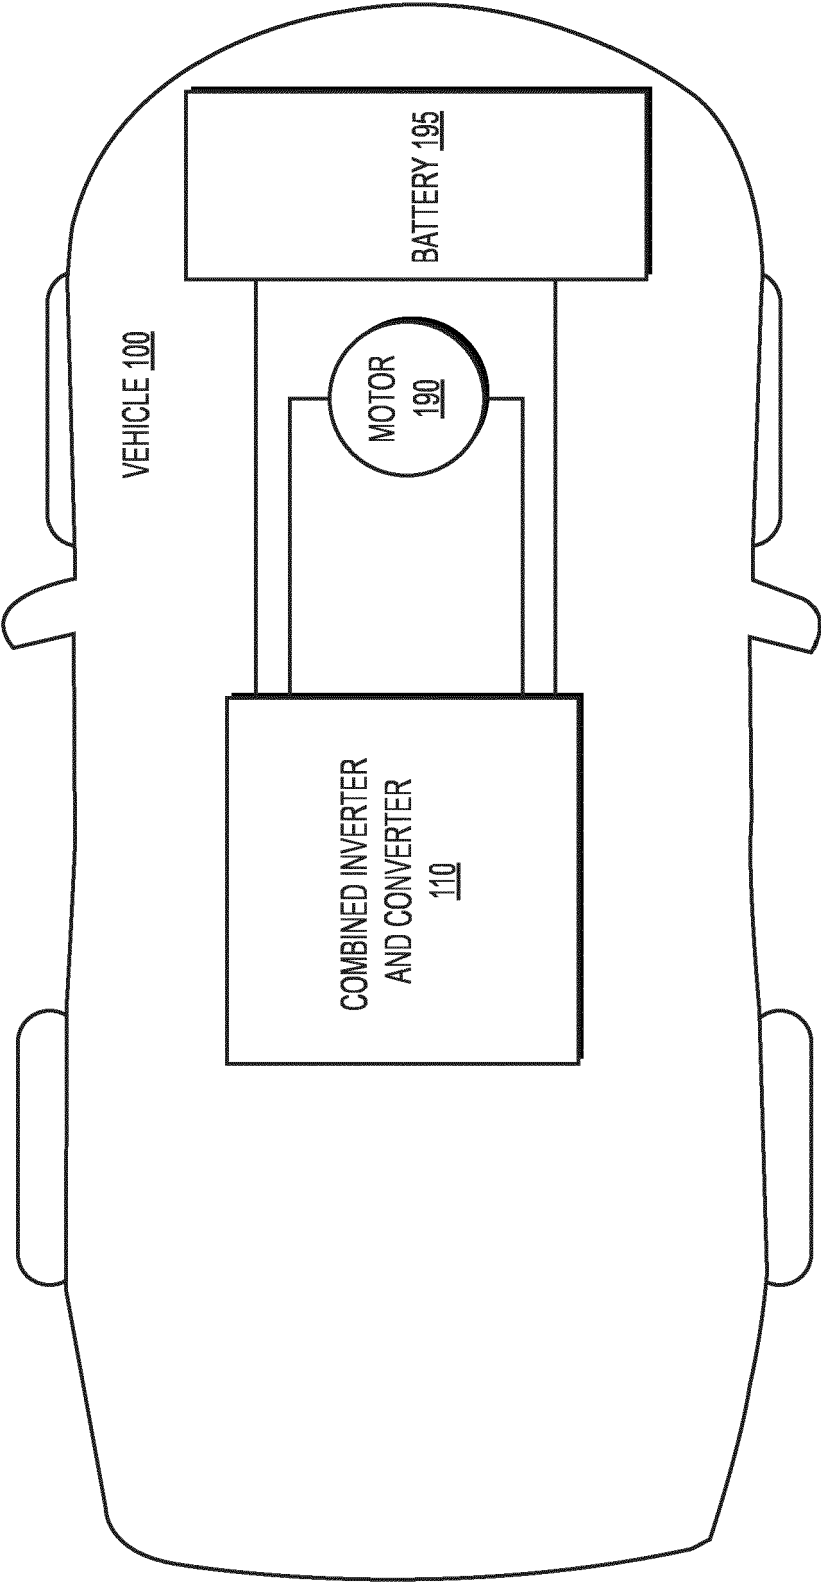 VEHICLE 100
COMBINED INVERTER
AND CONVERTER
110
MOTOR
190
BATTERY 195